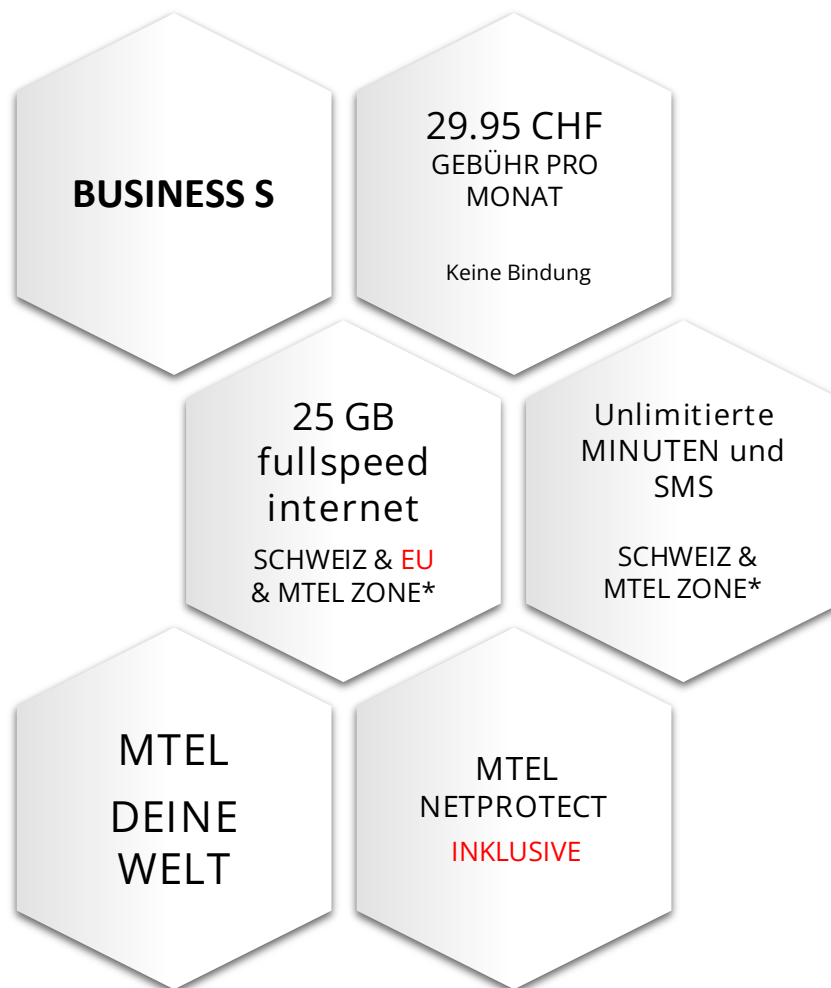 BUSINESS S
29.95 CHF
GEBÜHR PRO
MONAT
Keine Bindung
25 GB
fullspeed
internet
SCHWEIZ & EU
& MTEL ZONE*
Unlimitierte
MINUTEN und
SMS
SCHWEIZ &
MTEL ZONE*
MTEL
DEINE
WELT
MTEL
NETPROTECT
INKLUSIVE